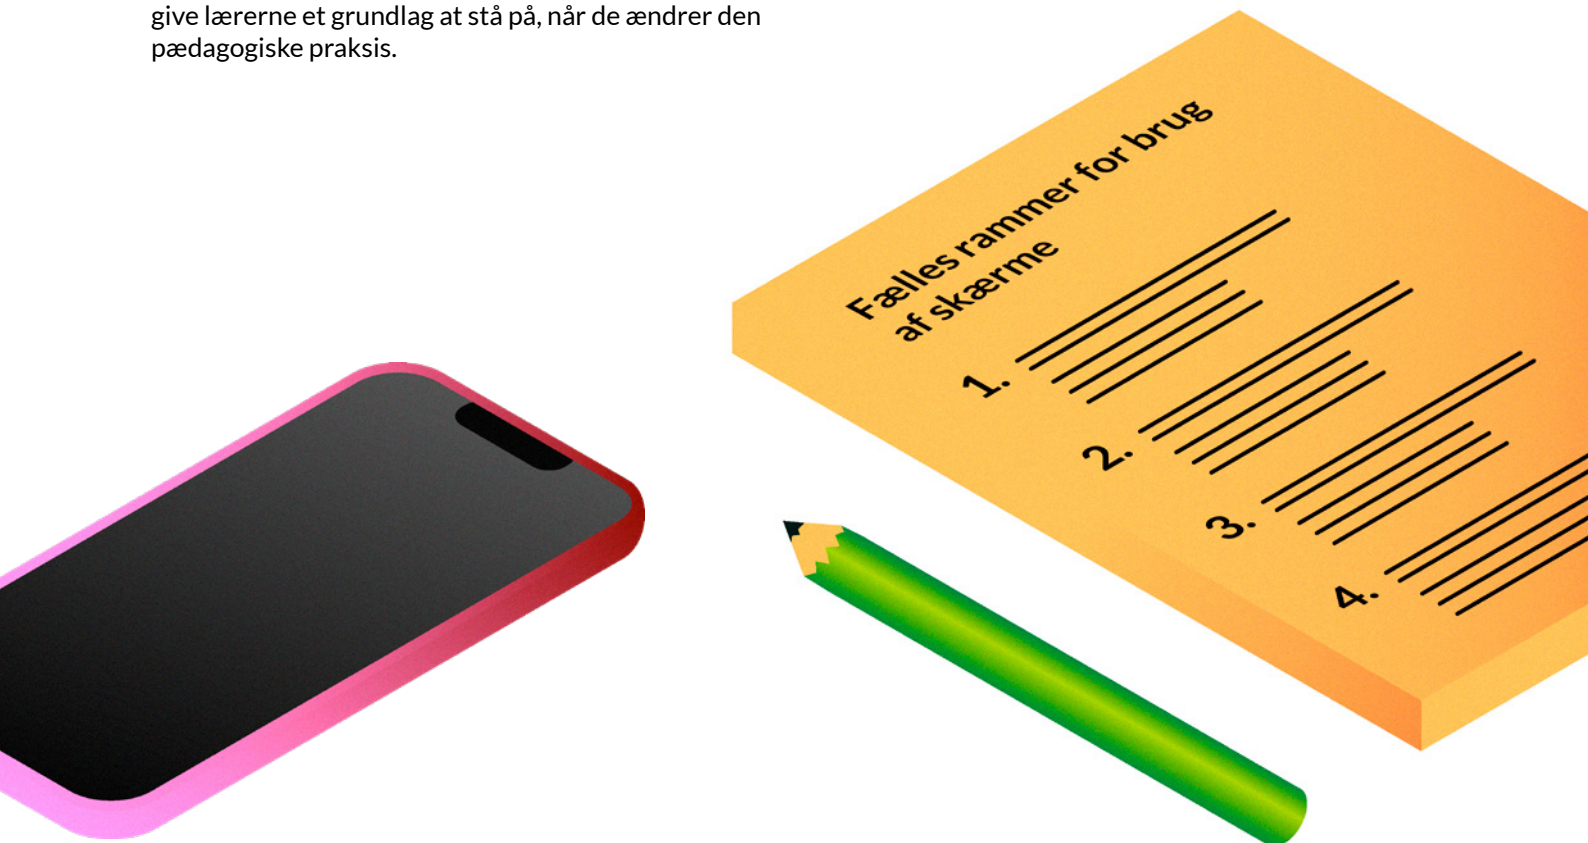 give lærerne et grundlag at stå på, når de ændrer den
pædagogiske praksis.
Fælles rammer for brug
af skærme
1.
2.
3.
4.